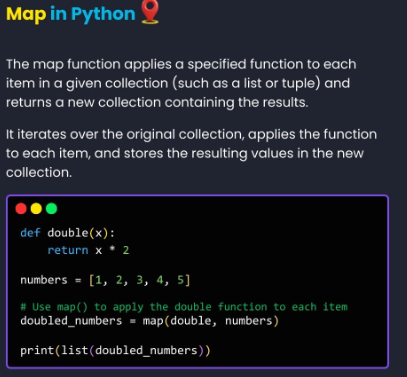 Map in Python
The map function applies a specified function to each
item in a given collection (such as a list or tuple) and
returns a new collection containing the results.
It iterates over the original collection, applies the function
to each item, and stores the resulting values in the new
collection.
def double(x):
    return x * 2
numbers = [1, 2, 3, 4, 5]
# Use map() to apply the double function to each item
doubled_numbers = map(double, numbers)
print(list(doubled_numbers))